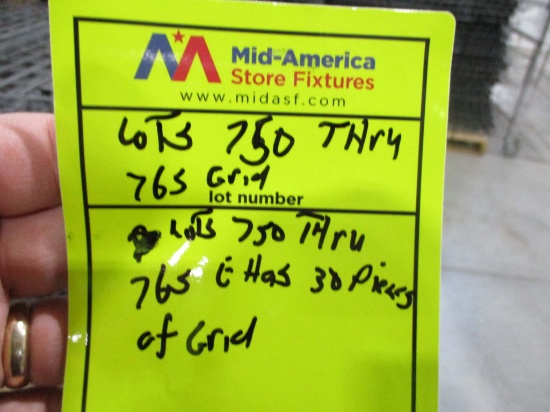 Mid-America
Store Fixtures
www.midasf.com
LOTS 750 THru
765 Grid
lot number
LOTS 750 THru
765 Has 30 Pieces
of Grid